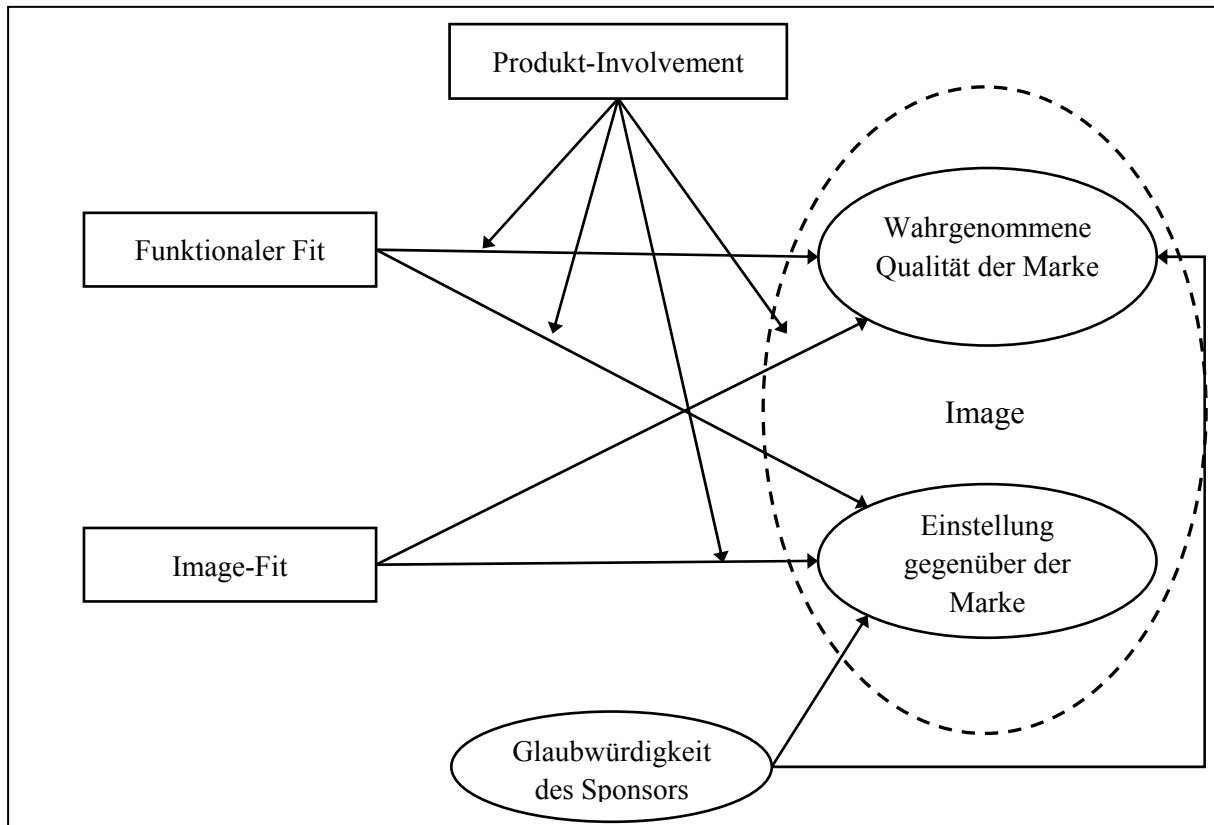 Produkt-Involvement
Funktionaler Fit
Wahrgenommene
Qualität der Marke
Image
Image-Fit
Einstellung
gegenüber der
Marke
Glaubwürdigkeit
des Sponsors